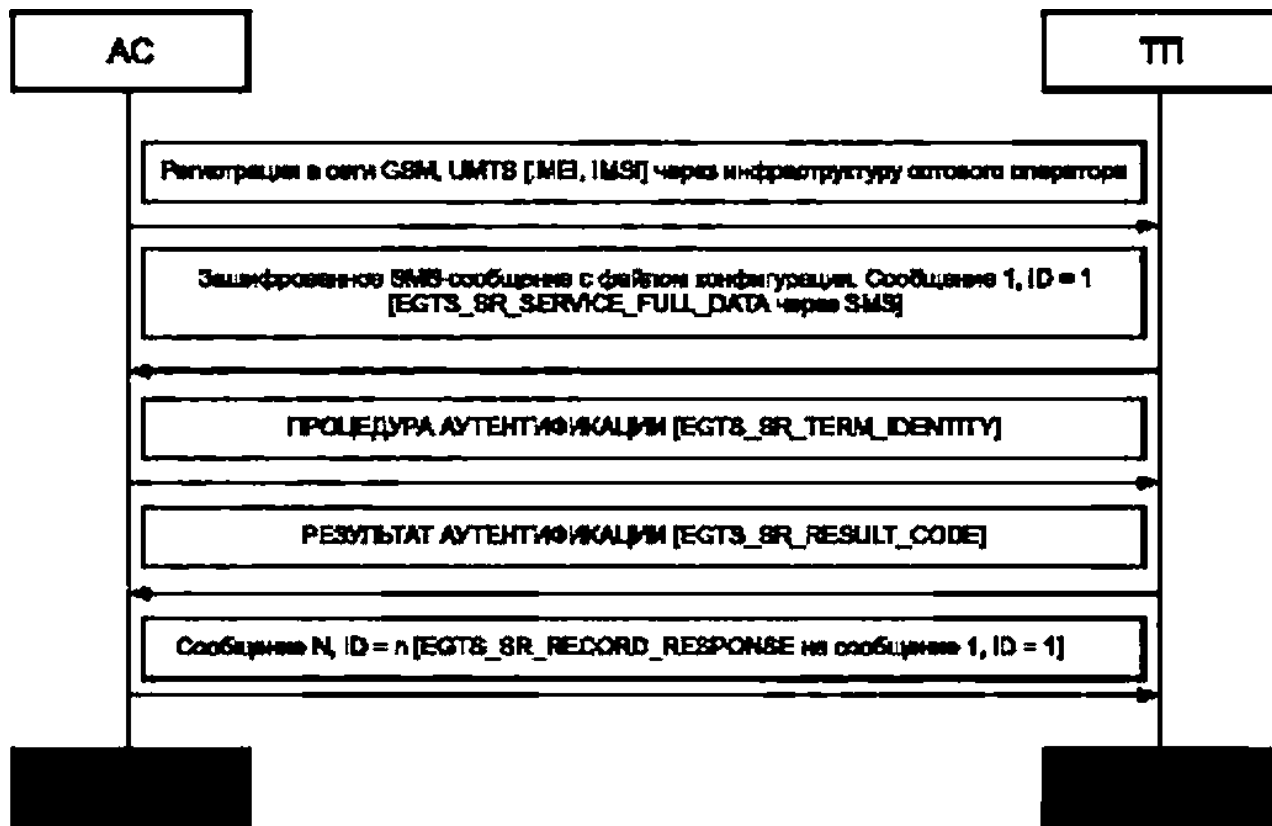 АС
ТП
Регистрация в сети GSM, UMTS [IMEI, IMSI] через инфраструктуру сотового оператора
Зашифрованное SMS-сообщение с файлом конфигурации. Сообщение 1, ID = 1
[EGTS_SR_SERVICE_FULL_DATA через SMS]
ПРОЦЕДУРА АУТЕНТИФИКАЦИИ [EGTS_SR_TERM_IDENTITY]
РЕЗУЛЬТАТ АУТЕНТИФИКАЦИИ [EGTS_SR_RESULT_CODE]
Сообщение N, ID = n [EGTS_SR_RECORD_RESPONSE на сообщение 1, ID = 1]